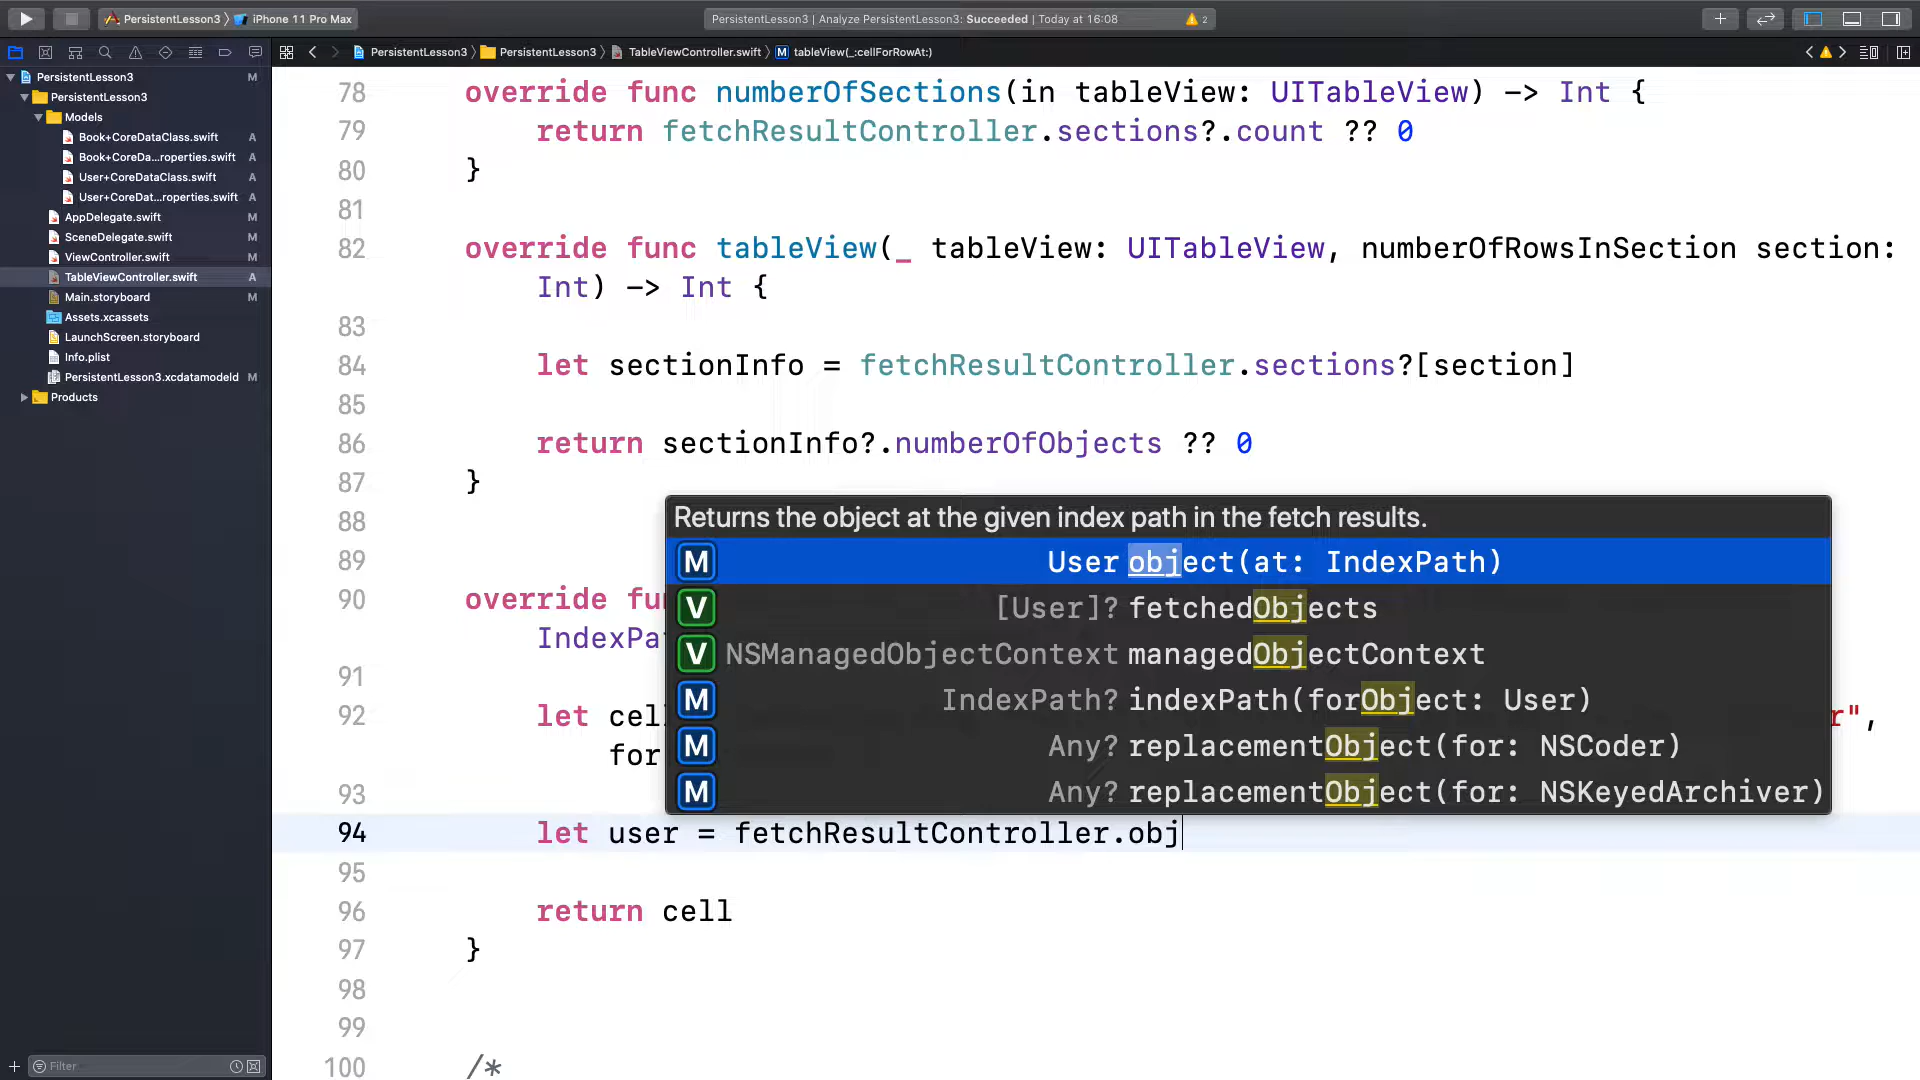 PersistentLesson3 〉 iPhone 11 Pro Max
PersistentLesson3 | Analyze PersistentLesson3: Succeeded | Today at 16:08
2
PersistentLesson3 〉 PersistentLesson3 〉 TableViewController.swift 〉 M tableView(_:cellForRowAt:)
PersistentLesson3 M
PersistentLesson3
Models
Book+CoreDataClass.swift A
Book+CoreDa...roperties.swift A
User+CoreDataClass.swift A
User+CoreDat...roperties.swift A
AppDelegate.swift M
SceneDelegate.swift M
ViewController.swift M
TableViewController.swift A
Main.storyboard M
Assets.xcassets
LaunchScreen.storyboard
Info.plist
PersistentLesson3.xcdatamodeld M
Products
Filter
78 override func numberOfSections(in tableView: UITableView) -> Int {
79 return fetchResultController.sections?.count ?? 0
80 }
81
82 override func tableView(_ tableView: UITableView, numberOfRowsInSection section:
Int) -> Int {
83
84 let sectionInfo = fetchResultController.sections?[section]
85
86 return sectionInfo?.numberOfObjects ?? 0
87 }
88
Returns the object at the given index path in the fetch results.
M User object(at: IndexPath)
V [User]? fetchedObjects
V NSManagedObjectContext managedObjectContext
M IndexPath? indexPath(forObject: User)
M Any? replacementObject(for: NSCoder)
M Any? replacementObject(for: NSKeyedArchiver)
89
90 override fu
IndexPa
91
92 let cel r",
for
93
94 let user = fetchResultController.obj
95
96 return cell
97 }
98
99
100 /*